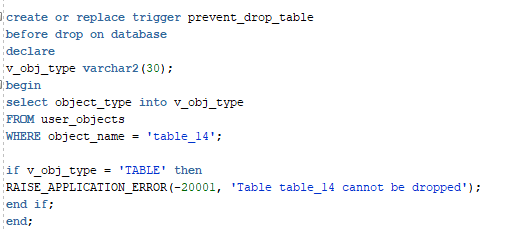 create or replace trigger prevent_drop_table
before drop on database
declare
v_obj_type varchar2(30);
begin
select object_type into v_obj_type
FROM user_objects
WHERE object_name = 'table_14';
if v_obj_type = 'TABLE' then
RAISE_APPLICATION_ERROR(-20001, 'Table table_14 cannot be dropped');
end if;
end;